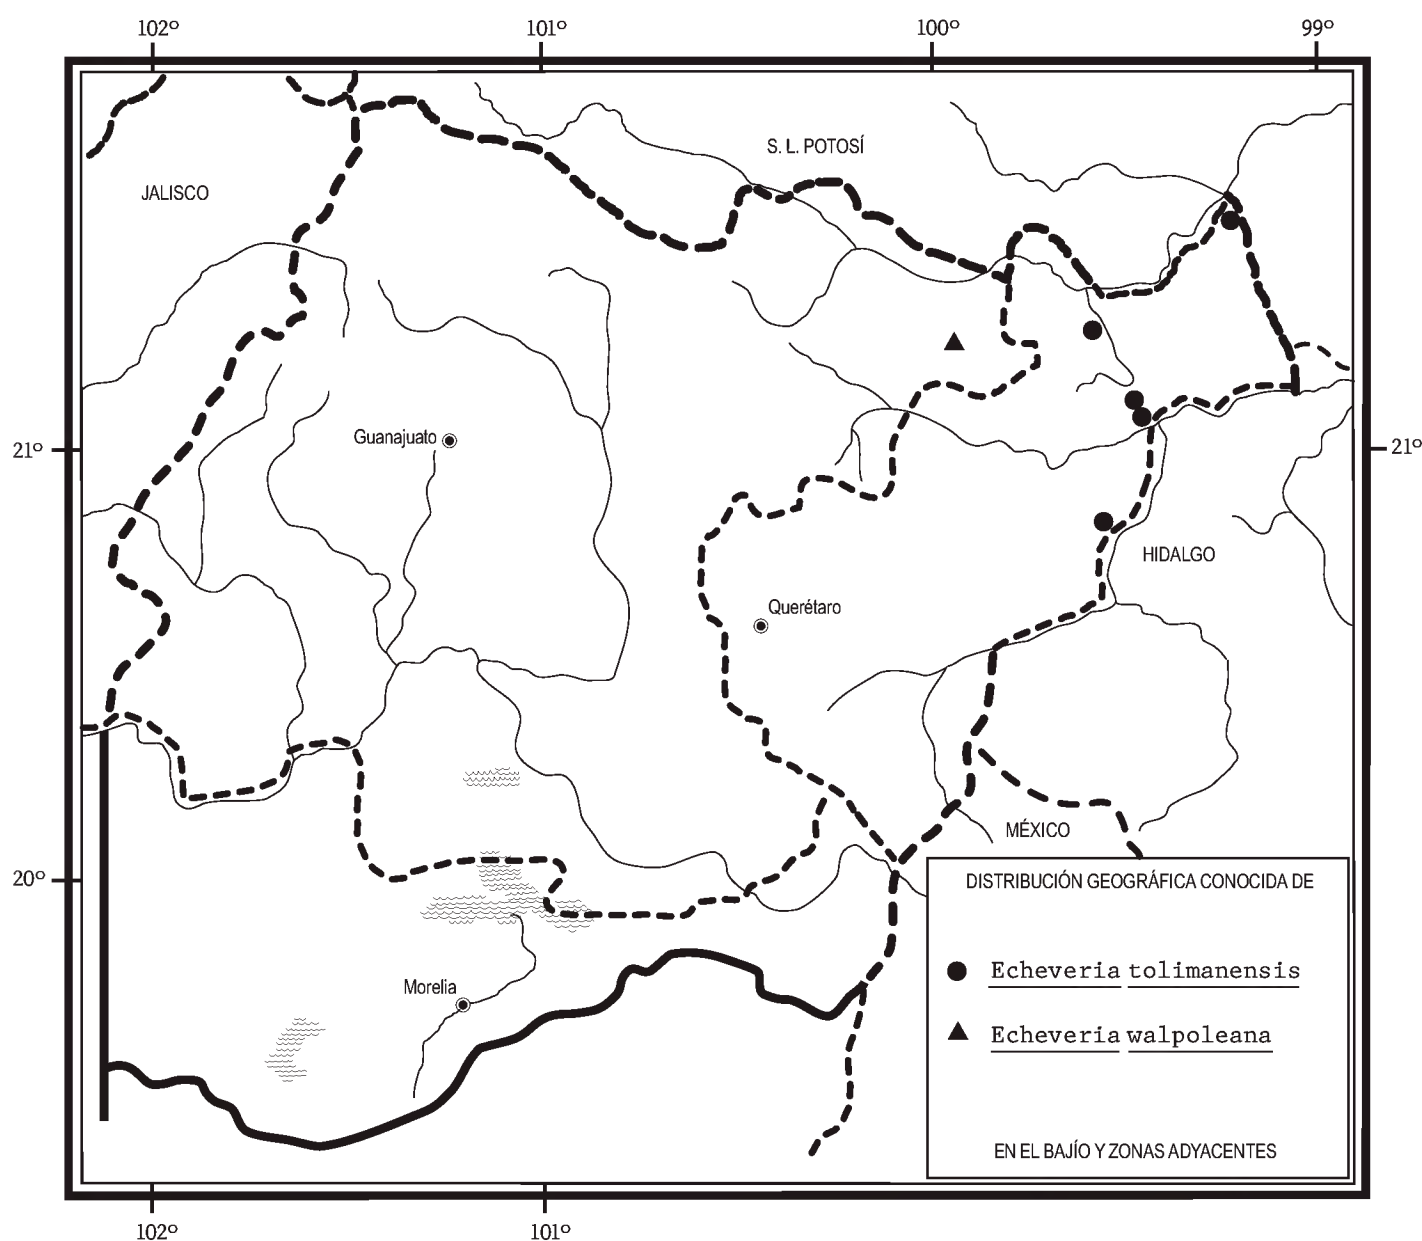 102º 101º 100º 99º
S. L. POTOSÍ
JALISCO
Guanajuato
21º
21º
HIDALGO
Querétaro
MÉXICO
20º
DISTRIBUCIÓN GEOGRÁFICA CONOCIDA DE
Echeveria tolimanensis
Morelia
Echeveria walpoleana
EN EL BAJÍO Y ZONAS ADYACENTES
102º 101º